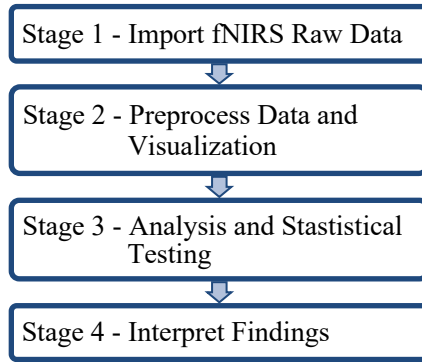 Stage 1 - Import fNIRS Raw Data
Stage 2 - Preprocess Data and
Visualization
Stage 3 - Analysis and Stastistical
Testing
Stage 4 - Interpret Findings